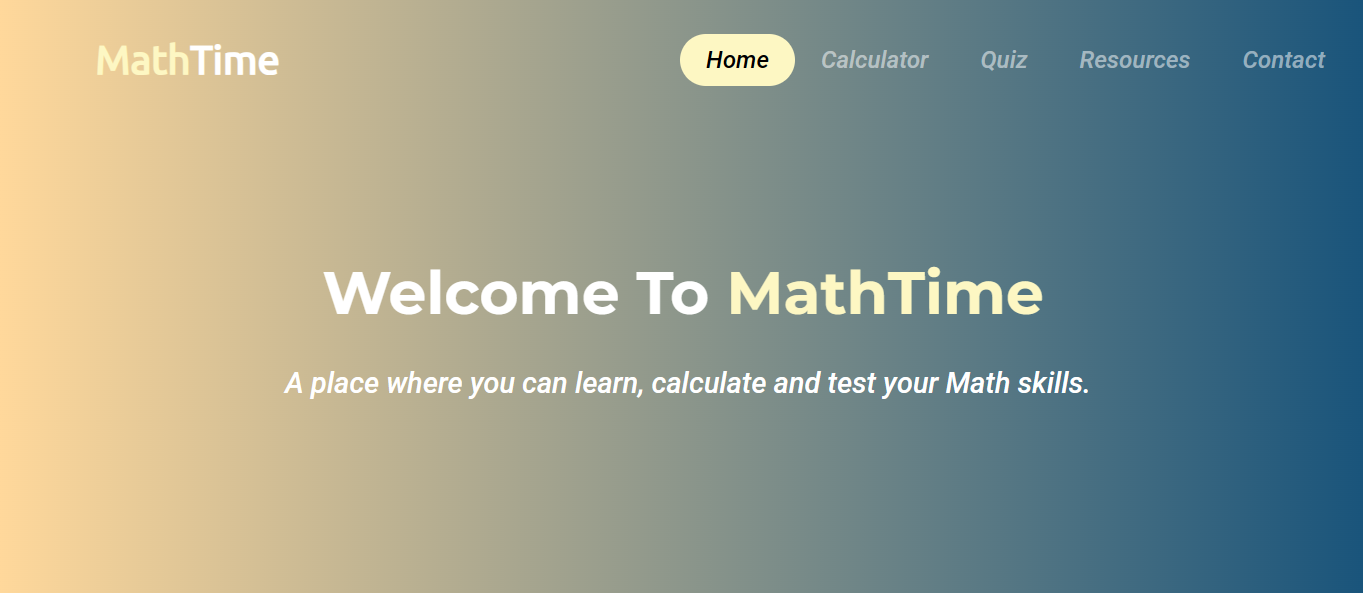 MathTime
Home Calculator Quiz Resources Contact
Welcome To MathTime
A place where you can learn, calculate and test your Math skills.